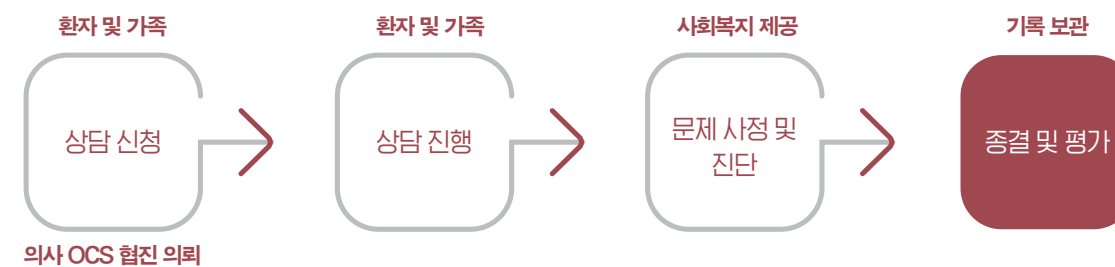 환자 및 가족
환자 및 가족
사회복지 제공
기록 보관
상담 신청
상담 진행
문제 사정 및
진단
종결 및 평가
의사 OCS 협진 의뢰